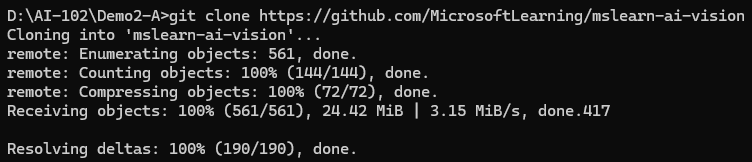 D:\AI-102\Demo2-A>git clone https://github.com/MicrosoftLearning/mslearn-ai-vision
Cloning into 'mslearn-ai-vision'...
remote: Enumerating objects: 561, done.
remote: Counting objects: 100% (144/144), done.
remote: Compressing objects: 100% (72/72), done.
Receiving objects: 100% (561/561), 24.42 MiB | 3.15 MiB/s, done.417
Resolving deltas: 100% (190/190), done.